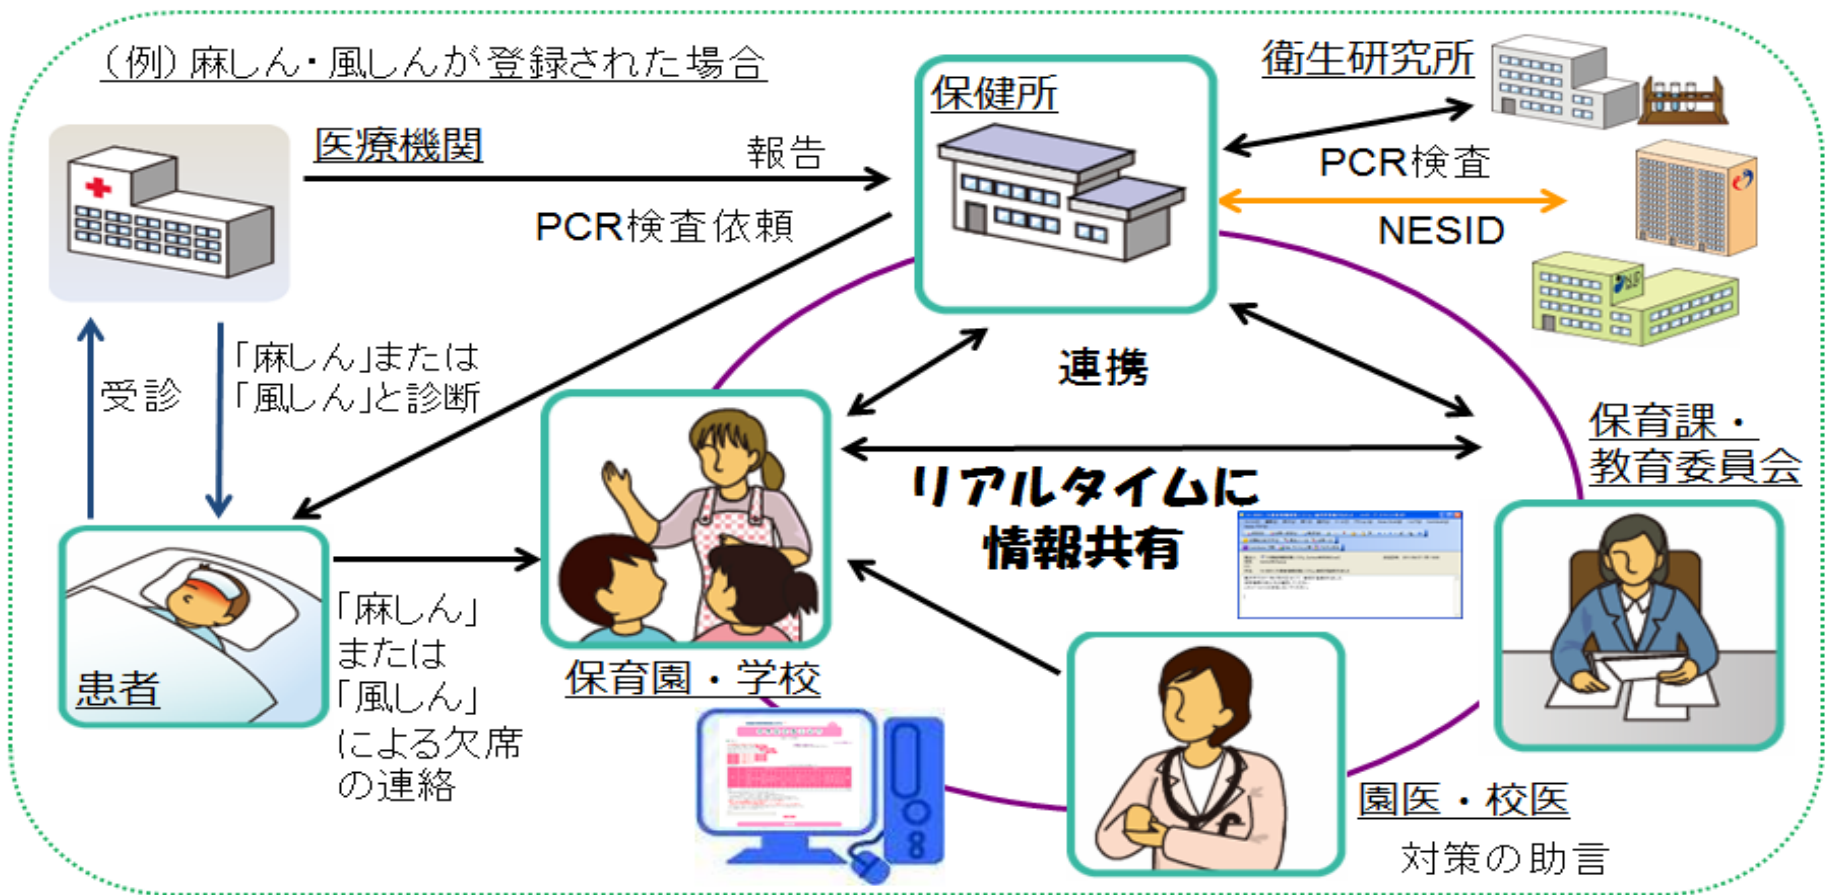 (例)麻しん・風しんが登録された場合
保健所
衛生研究所
医療機関
報告
PCR検査
PCR検査依頼
NESID
受診
「麻しん」または
「風しん」と診断
連携
保育課・
教育委員会
リアルタイムに
情報共有
患者
「麻しん」
または
「風しん」
による欠席
の連絡
保育園・学校
園医・校医
対策の助言